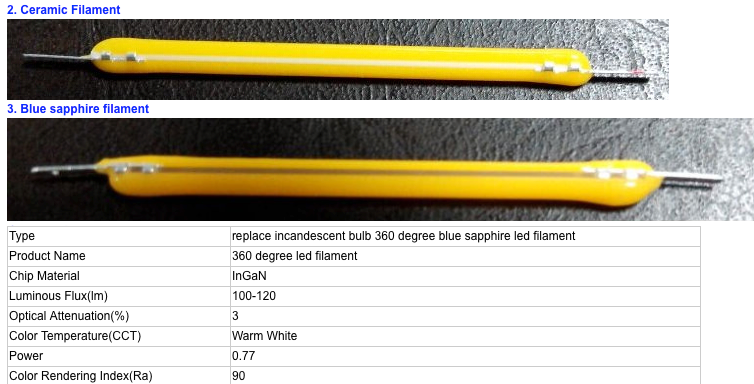 2. Ceramic Filament
3. Blue sapphire filament
Type replace incandescent bulb 360 degree blue sapphire led filament
Product Name 360 degree led filament
Chip Material InGaN
Luminous Flux(lm) 100-120
Optical Attenuation(%) 3
Color Temperature(CCT) Warm White
Power 0.77
Color Rendering Index(Ra) 90